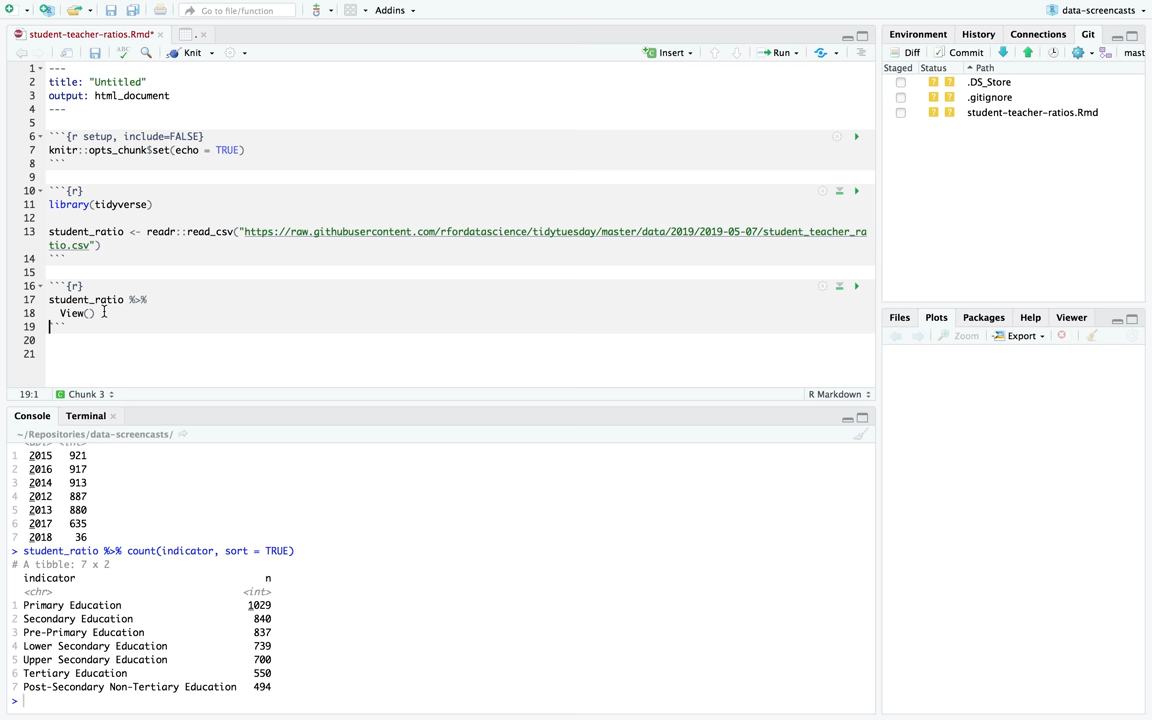 Go to file/function
Addins
data-screencasts
student-teacher-ratios.Rmd*
.
Knit
Insert
Run
1 ---
2 title: "Untitled"
3 output: html_document
4 ---
5
6 ```{r setup, include=FALSE}
7 knitr::opts_chunk$set(echo = TRUE)
8 ```
9
10 ```{r}
11 library(tidyverse)
12
13 student_ratio <- readr::read_csv("https://raw.githubusercontent.com/rfordatascience/tidytuesday/master/data/2019/2019-05-07/student_teacher_ra
tio.csv")
14 ```
15
16 ```{r}
17 student_ratio %>%
18 View()
19 ```
20
21
19:1 C Chunk 3 R Markdown
Console Terminal
~/Repositories/data-screencasts/
<dbl> <int>
1 2015 921
2 2016 917
3 2014 913
4 2012 887
5 2013 880
6 2017 635
7 2018 36
> student_ratio %>% count(indicator, sort = TRUE)
# A tibble: 7 x 2
indicator n
<chr> <int>
1 Primary Education 1029
2 Secondary Education 840
3 Pre-Primary Education 837
4 Lower Secondary Education 739
5 Upper Secondary Education 700
6 Tertiary Education 550
7 Post-Secondary Non-Tertiary Education 494
>
Environment History Connections Git
Diff Commit mast
Staged Status Path
? ? .DS_Store
? ? .gitignore
? ? student-teacher-ratios.Rmd
Files Plots Packages Help Viewer
Zoom Export